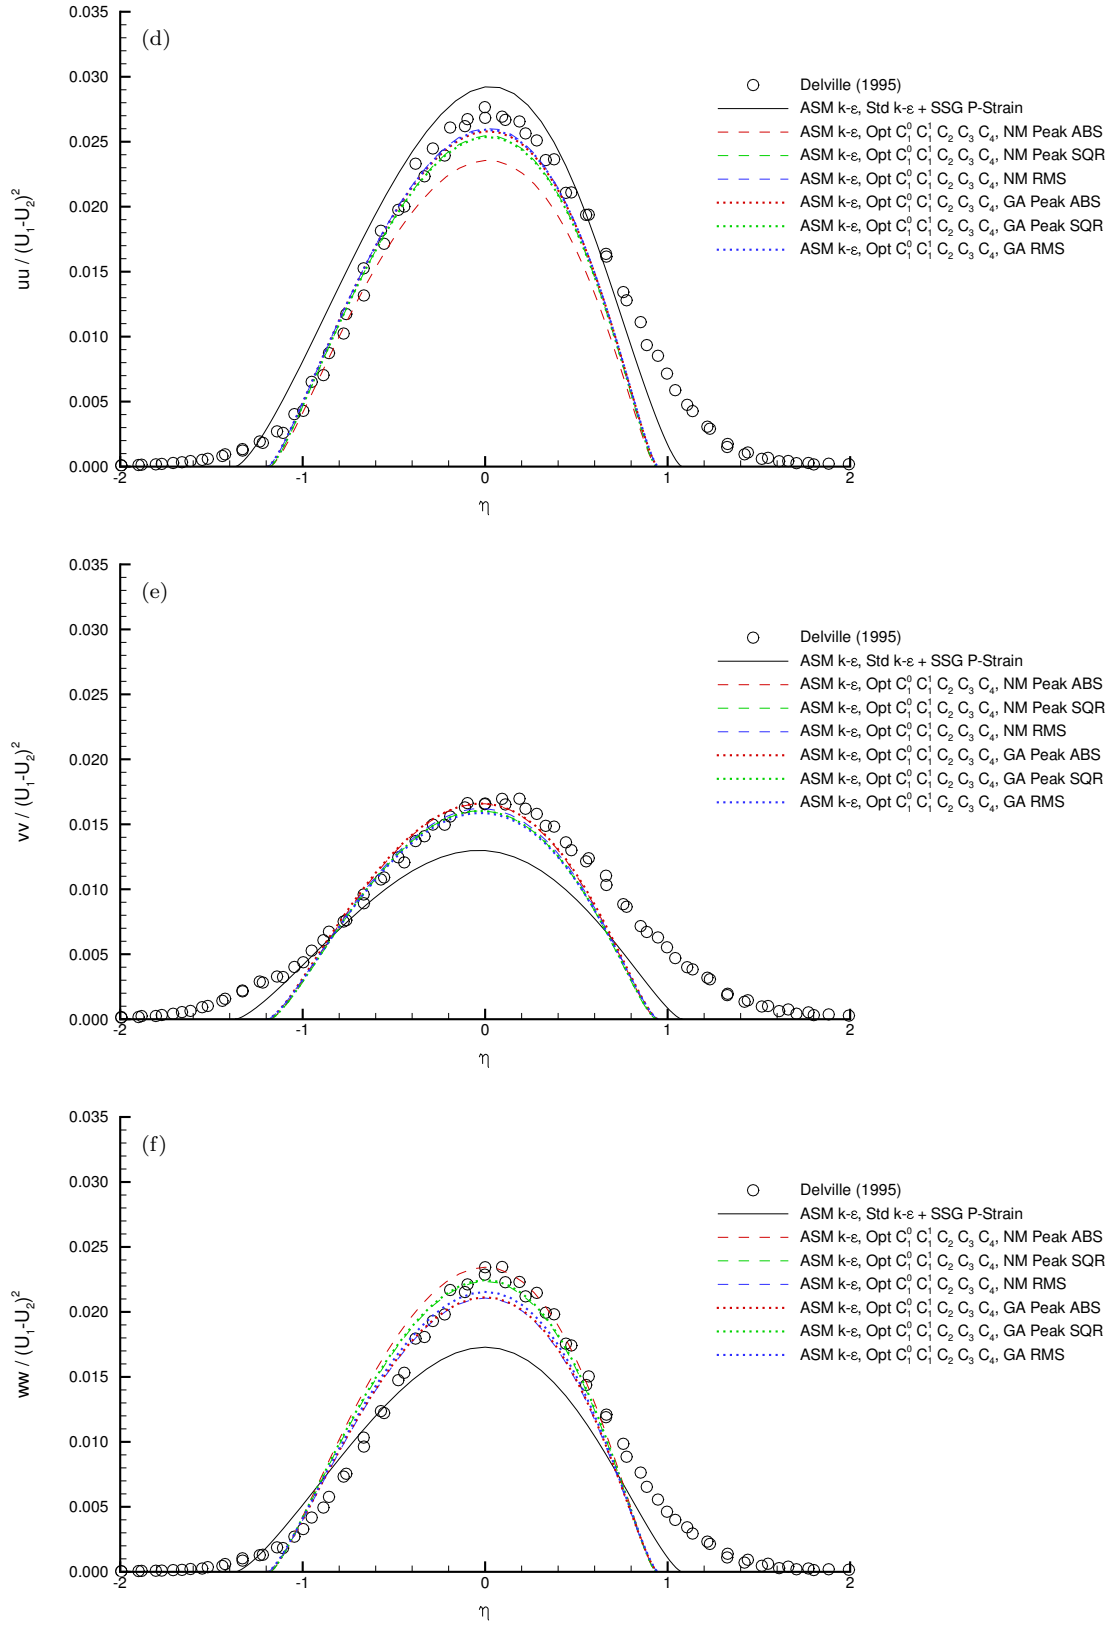 (d)
0.035
0.030
0.025
0.020
0.015
0.010
0.005
0.000
uu / (U₁-U₂)²
-2 -1 0 1 2
η
Delville (1995)
ASM k-ε, Std k-ε + SSG P-Strain
ASM k-ε, Opt C₁⁰ C₁¹ C₂ C₃ C₄, NM Peak ABS
ASM k-ε, Opt C₁⁰ C₁¹ C₂ C₃ C₄, NM Peak SQR
ASM k-ε, Opt C₁⁰ C₁¹ C₂ C₃ C₄, NM RMS
ASM k-ε, Opt C₁⁰ C₁¹ C₂ C₃ C₄, GA Peak ABS
ASM k-ε, Opt C₁⁰ C₁¹ C₂ C₃ C₄, GA Peak SQR
ASM k-ε, Opt C₁⁰ C₁¹ C₂ C₃ C₄, GA RMS
(e)
0.035
0.030
0.025
0.020
0.015
0.010
0.005
0.000
vv / (U₁-U₂)²
-2 -1 0 1 2
η
Delville (1995)
ASM k-ε, Std k-ε + SSG P-Strain
ASM k-ε, Opt C₁⁰ C₁¹ C₂ C₃ C₄, NM Peak ABS
ASM k-ε, Opt C₁⁰ C₁¹ C₂ C₃ C₄, NM Peak SQR
ASM k-ε, Opt C₁⁰ C₁¹ C₂ C₃ C₄, NM RMS
ASM k-ε, Opt C₁⁰ C₁¹ C₂ C₃ C₄, GA Peak ABS
ASM k-ε, Opt C₁⁰ C₁¹ C₂ C₃ C₄, GA Peak SQR
ASM k-ε, Opt C₁⁰ C₁¹ C₂ C₃ C₄, GA RMS
(f)
0.035
0.030
0.025
0.020
0.015
0.010
0.005
0.000
ww / (U₁-U₂)²
-2 -1 0 1 2
η
Delville (1995)
ASM k-ε, Std k-ε + SSG P-Strain
ASM k-ε, Opt C₁⁰ C₁¹ C₂ C₃ C₄, NM Peak ABS
ASM k-ε, Opt C₁⁰ C₁¹ C₂ C₃ C₄, NM Peak SQR
ASM k-ε, Opt C₁⁰ C₁¹ C₂ C₃ C₄, NM RMS
ASM k-ε, Opt C₁⁰ C₁¹ C₂ C₃ C₄, GA Peak ABS
ASM k-ε, Opt C₁⁰ C₁¹ C₂ C₃ C₄, GA Peak SQR
ASM k-ε, Opt C₁⁰ C₁¹ C₂ C₃ C₄, GA RMS